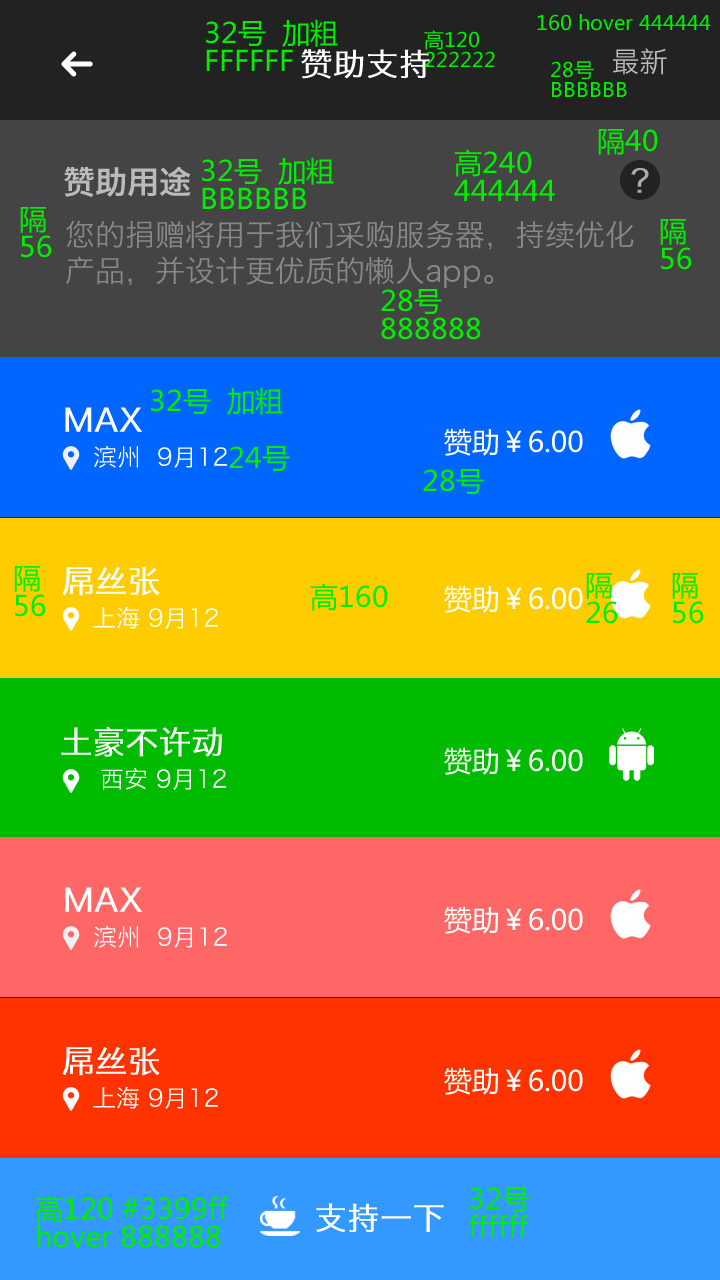 160 hover 444444
32号 加粗
高120
FFFFFF 赞助支持 222222
28号 最新
BBBBBB
隔40
赞助用途 32号 加粗 高240 ?
BBBBBB 444444
隔 您的捐赠将用于我们采购服务器，持续优化 隔
56 产品，并设计更优质的懒人app。 56
28号
888888
MAX 32号 加粗
滨州 9月12 24号 赞助￥6.00
28号
隔 屌丝张 高160 赞助￥6.00 隔 隔
56 上海 9月12 26 56
土豪不许动
西安 9月12 赞助￥6.00
MAX
滨州 9月12 赞助￥6.00
屌丝张
上海 9月12 赞助￥6.00
高120 #3399ff 支持一下 32号
hover 888888 ffffff